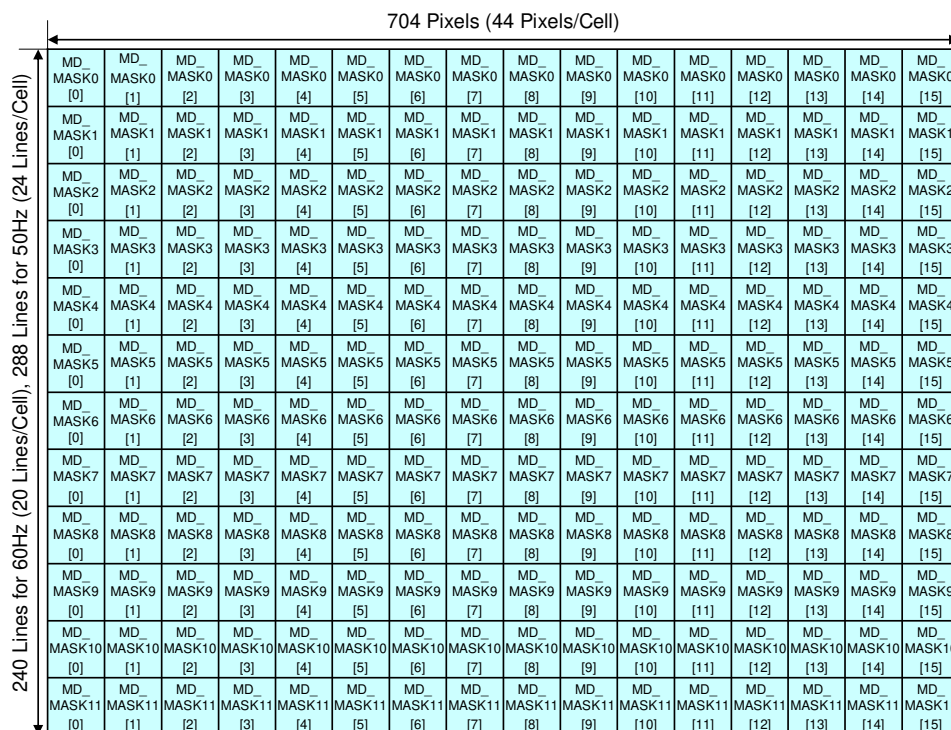 704 Pixels (44 Pixels/Cell)
240 Lines for 60Hz (20 Lines/Cell), 288 Lines for 50Hz (24 Lines/Cell)
MD_ MD_ MD_ MD_ MD_ MD_ MD_ MD_ MD_ MD_ MD_ MD_ MD_ MD_ MD_ MD_
MASK0 MASK0 MASK0 MASK0 MASK0 MASK0 MASK0 MASK0 MASK0 MASK0 MASK0 MASK0 MASK0 MASK0 MASK0 MASK0
[0] [1] [2] [3] [4] [5] [6] [7] [8] [9] [10] [11] [12] [13] [14] [15]
MD_ MD_ MD_ MD_ MD_ MD_ MD_ MD_ MD_ MD_ MD_ MD_ MD_ MD_ MD_ MD_
MASK1 MASK1 MASK1 MASK1 MASK1 MASK1 MASK1 MASK1 MASK1 MASK1 MASK1 MASK1 MASK1 MASK1 MASK1 MASK1
[0] [1] [2] [3] [4] [5] [6] [7] [8] [9] [10] [11] [12] [13] [14] [15]
MD_ MD_ MD_ MD_ MD_ MD_ MD_ MD_ MD_ MD_ MD_ MD_ MD_ MD_ MD_ MD_
MASK2 MASK2 MASK2 MASK2 MASK2 MASK2 MASK2 MASK2 MASK2 MASK2 MASK2 MASK2 MASK2 MASK2 MASK2 MASK2
[0] [1] [2] [3] [4] [5] [6] [7] [8] [9] [10] [11] [12] [13] [14] [15]
MD_ MD_ MD_ MD_ MD_ MD_ MD_ MD_ MD_ MD_ MD_ MD_ MD_ MD_ MD_ MD_
MASK3 MASK3 MASK3 MASK3 MASK3 MASK3 MASK3 MASK3 MASK3 MASK3 MASK3 MASK3 MASK3 MASK3 MASK3 MASK3
[0] [1] [2] [3] [4] [5] [6] [7] [8] [9] [10] [11] [12] [13] [14] [15]
MD_ MD_ MD_ MD_ MD_ MD_ MD_ MD_ MD_ MD_ MD_ MD_ MD_ MD_ MD_ MD_
MASK4 MASK4 MASK4 MASK4 MASK4 MASK4 MASK4 MASK4 MASK4 MASK4 MASK4 MASK4 MASK4 MASK4 MASK4 MASK4
[0] [1] [2] [3] [4] [5] [6] [7] [8] [9] [10] [11] [12] [13] [14] [15]
MD_ MD_ MD_ MD_ MD_ MD_ MD_ MD_ MD_ MD_ MD_ MD_ MD_ MD_ MD_ MD_
MASK5 MASK5 MASK5 MASK5 MASK5 MASK5 MASK5 MASK5 MASK5 MASK5 MASK5 MASK5 MASK5 MASK5 MASK5 MASK5
[0] [1] [2] [3] [4] [5] [6] [7] [8] [9] [10] [11] [12] [13] [14] [15]
MD_ MD_ MD_ MD_ MD_ MD_ MD_ MD_ MD_ MD_ MD_ MD_ MD_ MD_ MD_ MD_
MASK6 MASK6 MASK6 MASK6 MASK6 MASK6 MASK6 MASK6 MASK6 MASK6 MASK6 MASK6 MASK6 MASK6 MASK6 MASK6
[0] [1] [2] [3] [4] [5] [6] [7] [8] [9] [10] [11] [12] [13] [14] [15]
MD_ MD_ MD_ MD_ MD_ MD_ MD_ MD_ MD_ MD_ MD_ MD_ MD_ MD_ MD_ MD_
MASK7 MASK7 MASK7 MASK7 MASK7 MASK7 MASK7 MASK7 MASK7 MASK7 MASK7 MASK7 MASK7 MASK7 MASK7 MASK7
[0] [1] [2] [3] [4] [5] [6] [7] [8] [9] [10] [11] [12] [13] [14] [15]
MD_ MD_ MD_ MD_ MD_ MD_ MD_ MD_ MD_ MD_ MD_ MD_ MD_ MD_ MD_ MD_
MASK8 MASK8 MASK8 MASK8 MASK8 MASK8 MASK8 MASK8 MASK8 MASK8 MASK8 MASK8 MASK8 MASK8 MASK8 MASK8
[0] [1] [2] [3] [4] [5] [6] [7] [8] [9] [10] [11] [12] [13] [14] [15]
MD_ MD_ MD_ MD_ MD_ MD_ MD_ MD_ MD_ MD_ MD_ MD_ MD_ MD_ MD_ MD_
MASK9 MASK9 MASK9 MASK9 MASK9 MASK9 MASK9 MASK9 MASK9 MASK9 MASK9 MASK9 MASK9 MASK9 MASK9 MASK9
[0] [1] [2] [3] [4] [5] [6] [7] [8] [9] [10] [11] [12] [13] [14] [15]
MD_ MD_ MD_ MD_ MD_ MD_ MD_ MD_ MD_ MD_ MD_ MD_ MD_ MD_ MD_ MD_
MASK10 MASK10 MASK10 MASK10 MASK10 MASK10 MASK10 MASK10 MASK10 MASK10 MASK10 MASK10 MASK10 MASK10 MASK10 MASK10
[0] [1] [2] [3] [4] [5] [6] [7] [8] [9] [10] [11] [12] [13] [14] [15]
MD_ MD_ MD_ MD_ MD_ MD_ MD_ MD_ MD_ MD_ MD_ MD_ MD_ MD_ MD_ MD_
MASK11 MASK11 MASK11 MASK11 MASK11 MASK11 MASK11 MASK11 MASK11 MASK11 MASK11 MASK11 MASK11 MASK11 MASK11 MASK1
[0] [1] [2] [3] [4] [5] [6] [7] [8] [9] [10] [11] [12] [13] [14] [15]